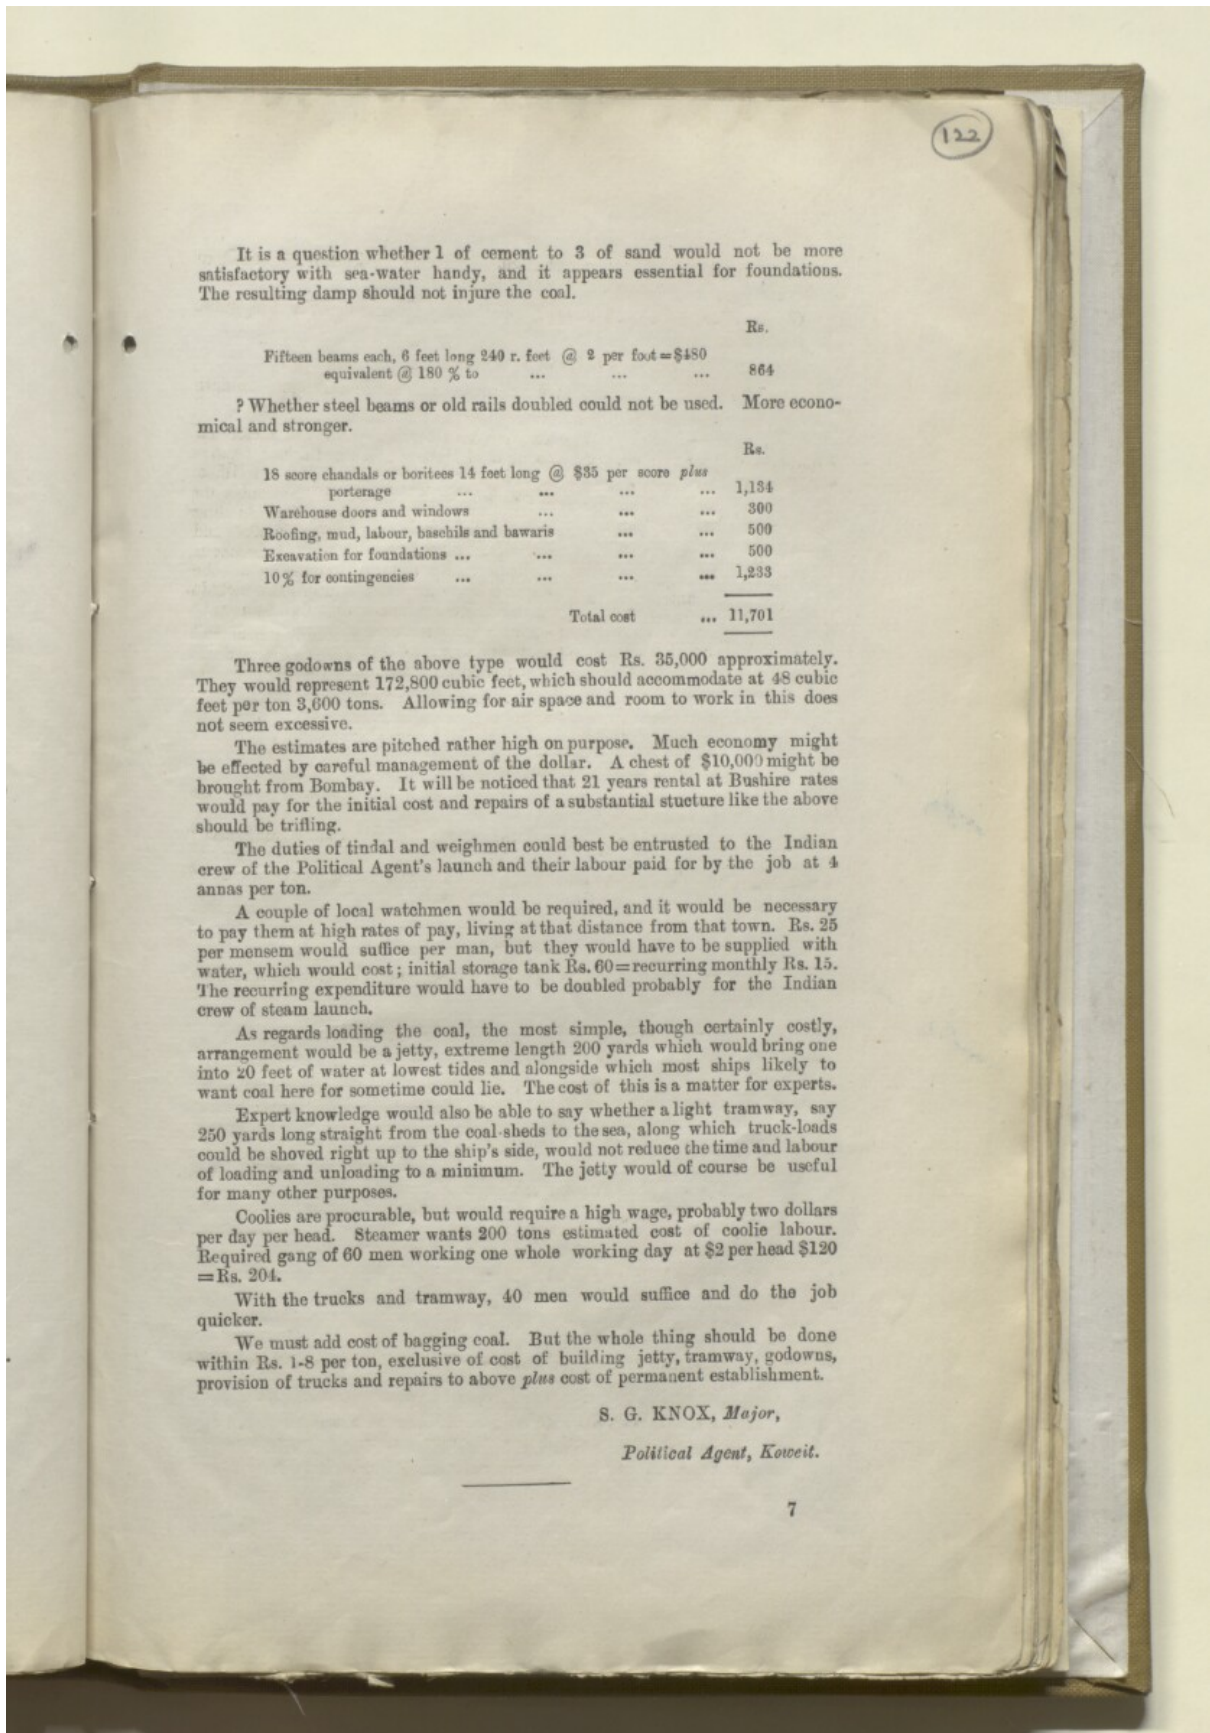 122
It is a question whether 1 of cement to 3 of sand would not be more
satisfactory with sea-water handy, and it appears essential for foundations.
The resulting damp should not injure the coal.
Rs.
Fifteen beams each, 6 feet long 240 r. feet @ 2 per foot=$480
equivalent @ 180 % to ... ... ... 864
? Whether steel beams or old rails doubled could not be used. More econo-
mical and stronger.
Rs.
18 score chandals or boritees 14 feet long @ $35 per score plus
porterage ... ... ... ... 1,134
Warehouse doors and windows ... ... ... 300
Roofing, mud, labour, baschils and bawaris ... ... 500
Excavation for foundations ... ... ... ... 500
10% for contingencies ... ... ... ... 1,233
Total cost ... 11,701
Three godowns of the above type would cost Rs. 35,000 approximately.
They would represent 172,800 cubic feet, which should accommodate at 48 cubic
feet per ton 3,600 tons. Allowing for air space and room to work in this does
not seem excessive.
The estimates are pitched rather high on purpose. Much economy might
be effected by careful management of the dollar. A chest of $10,000 might be
brought from Bombay. It will be noticed that 21 years rental at Bushire rates
would pay for the initial cost and repairs of a substantial stucture like the above
should be trifling.
The duties of tindal and weighmen could best be entrusted to the Indian
crew of the Political Agent's launch and their labour paid for by the job at 4
annas per ton.
A couple of local watchmen would be required, and it would be necessary
to pay them at high rates of pay, living at that distance from that town. Rs. 25
per mensem would suffice per man, but they would have to be supplied with
water, which would cost; initial storage tank Rs. 60=recurring monthly Rs. 15.
The recurring expenditure would have to be doubled probably for the Indian
crew of steam launch.
As regards loading the coal, the most simple, though certainly costly,
arrangement would be a jetty, extreme length 200 yards which would bring one
into 20 feet of water at lowest tides and alongside which most ships likely to
want coal here for sometime could lie. The cost of this is a matter for experts.
Expert knowledge would also be able to say whether a light tramway, say
250 yards long straight from the coal-sheds to the sea, along which truck-loads
could be shoved right up to the ship's side, would not reduce the time and labour
of loading and unloading to a minimum. The jetty would of course be useful
for many other purposes.
Coolies are procurable, but would require a high wage, probably two dollars
per day per head. Steamer wants 200 tons estimated cost of coolie labour.
Required gang of 60 men working one whole working day at $2 per head $120
=Rs. 204.
With the trucks and tramway, 40 men would suffice and do the job
quicker.
We must add cost of bagging coal. But the whole thing should be done
within Rs. 1-8 per ton, exclusive of cost of building jetty, tramway, godowns,
provision of trucks and repairs to above plus cost of permanent establishment.
S. G. KNOX, Major,
Political Agent, Koweit.
7